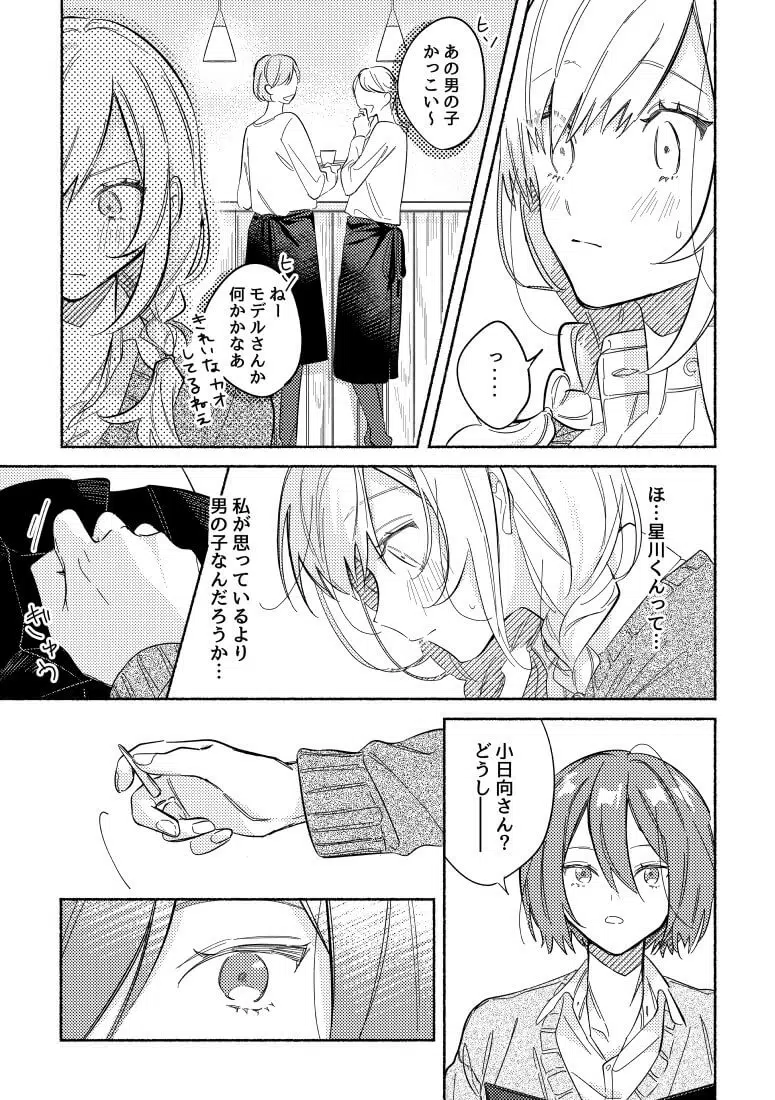 っ・・・・
ヒソ
あの男の子
かっこい〜
ヒソ
ねー
モデルさんか
何かかなあ
きれいなカオ
してるねえ
ほ…星川くんって…
私が思っているより
男の子なんだろうか…
ぎゅっ
小日向さん?
どうし――